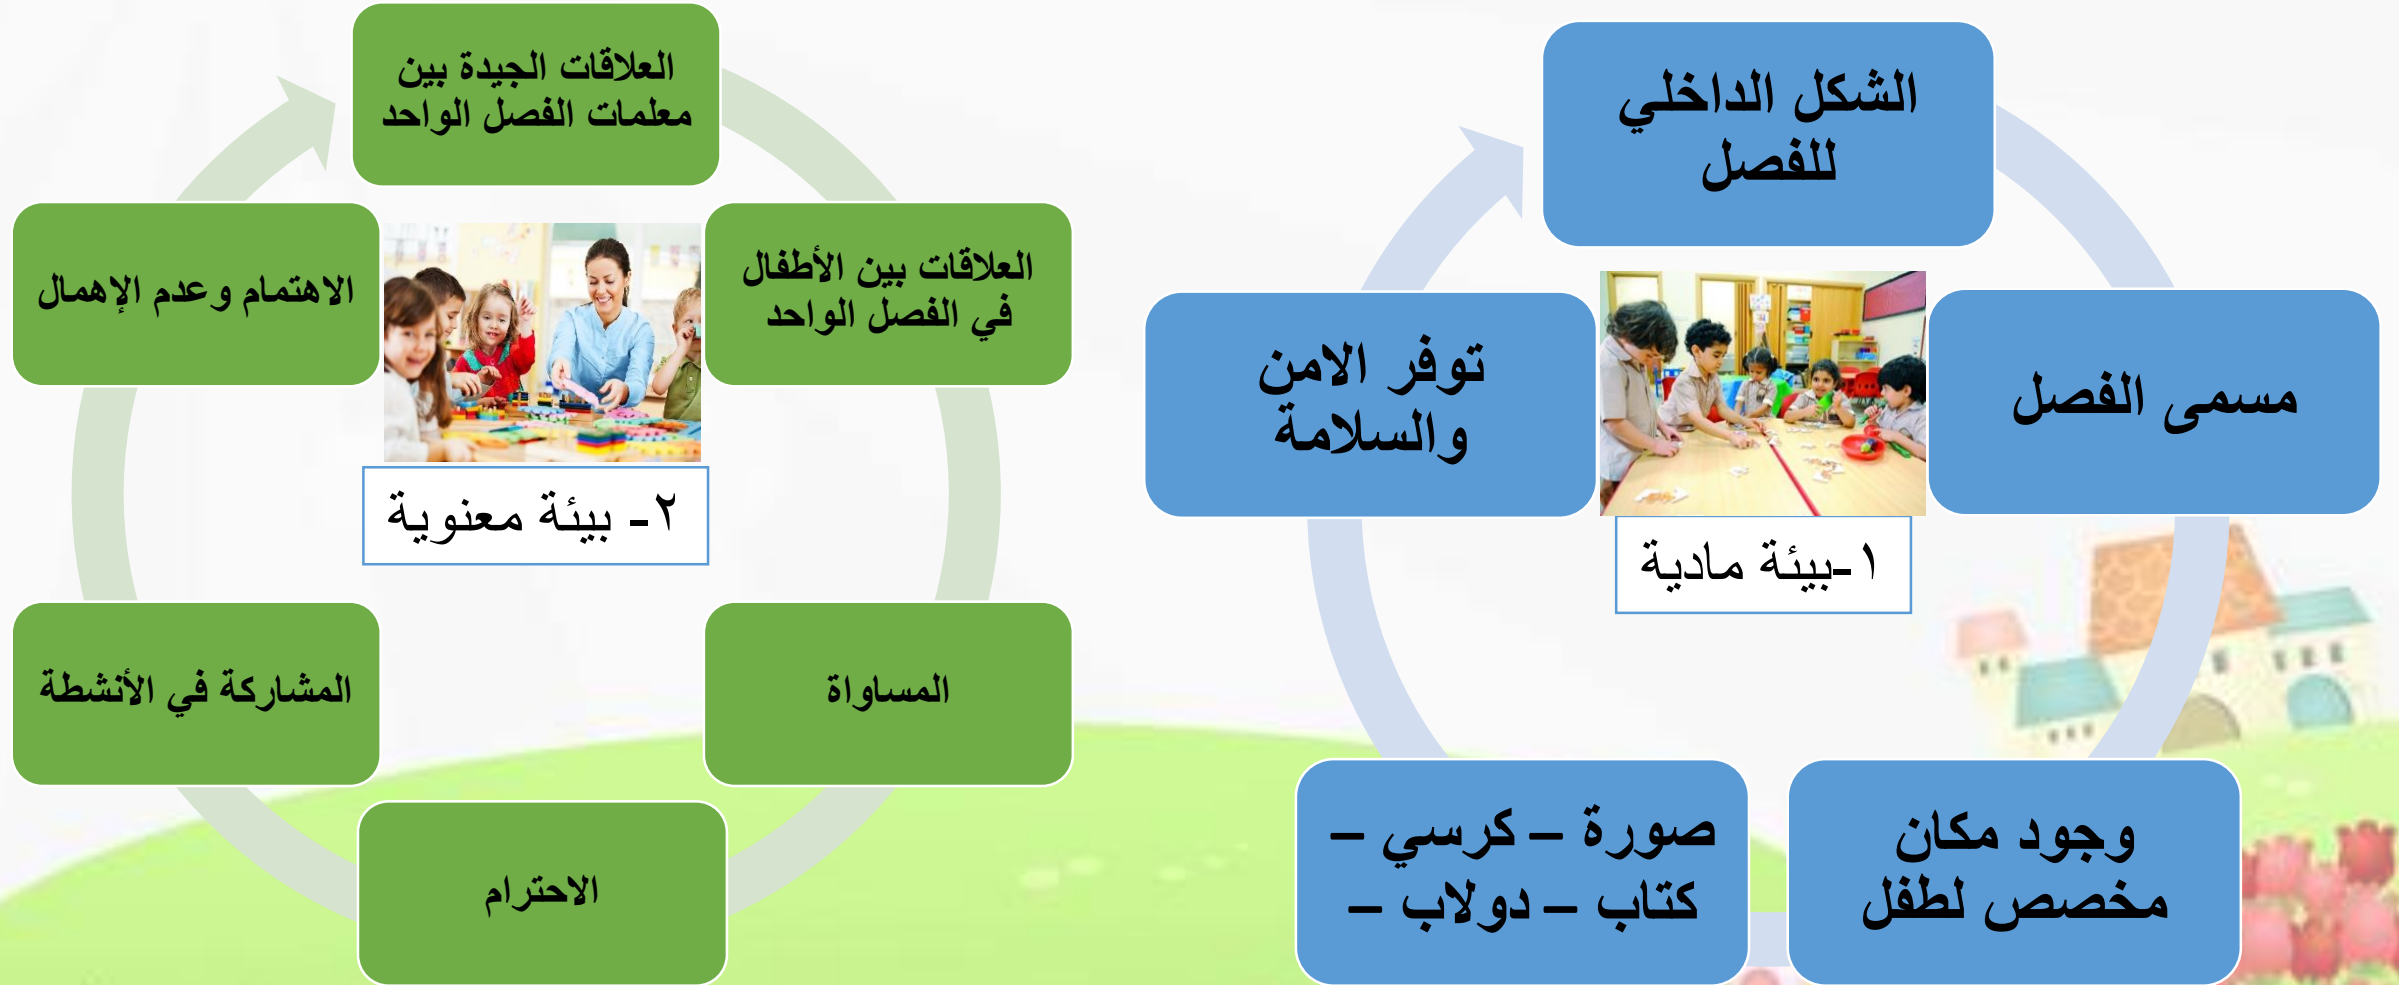 الشكل الداخلي
للفصل
مسمى الفصل
وجود مكان
مخصص لطفل
صورة – كرسي –
كتاب – دولاب –
توفر الامن
والسلامة
١-بيئة مادية
العلاقات الجيدة بين
معلمات الفصل الواحد
العلاقات بين الأطفال
في الفصل الواحد
المساواة
الاحترام
المشاركة في الأنشطة
الاهتمام وعدم الإهمال
٢- بيئة معنوية